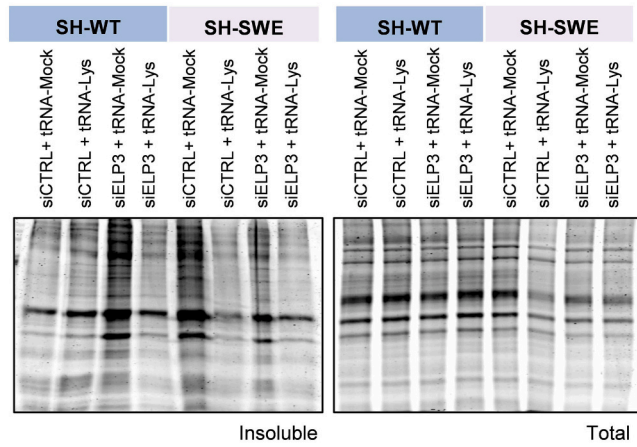 SH-WT SH-SWE SH-WT SH-SWE
siCTRL+ tRNA-Mock
siCTRL + tRNA-Lys
siELP3 + tRNA-Mock
siELP3 + tRNA-Lys
siCTRL + tRNA-Mock
siCTRL + tRNA-Lys
siELP3 + tRNA-Mock
siELP3 + tRNA-Lys
siCTRL+ tRNA-Mock
siCTRL + tRNA-Lys
siELP3 + tRNA-Mock
siELP3 + tRNA-Lys
siCTRL + tRNA-Mock
siCTRL + tRNA-Lys
siELP3 + tRNA-Mock
siELP3 + tRNA-Lys
Insoluble Total